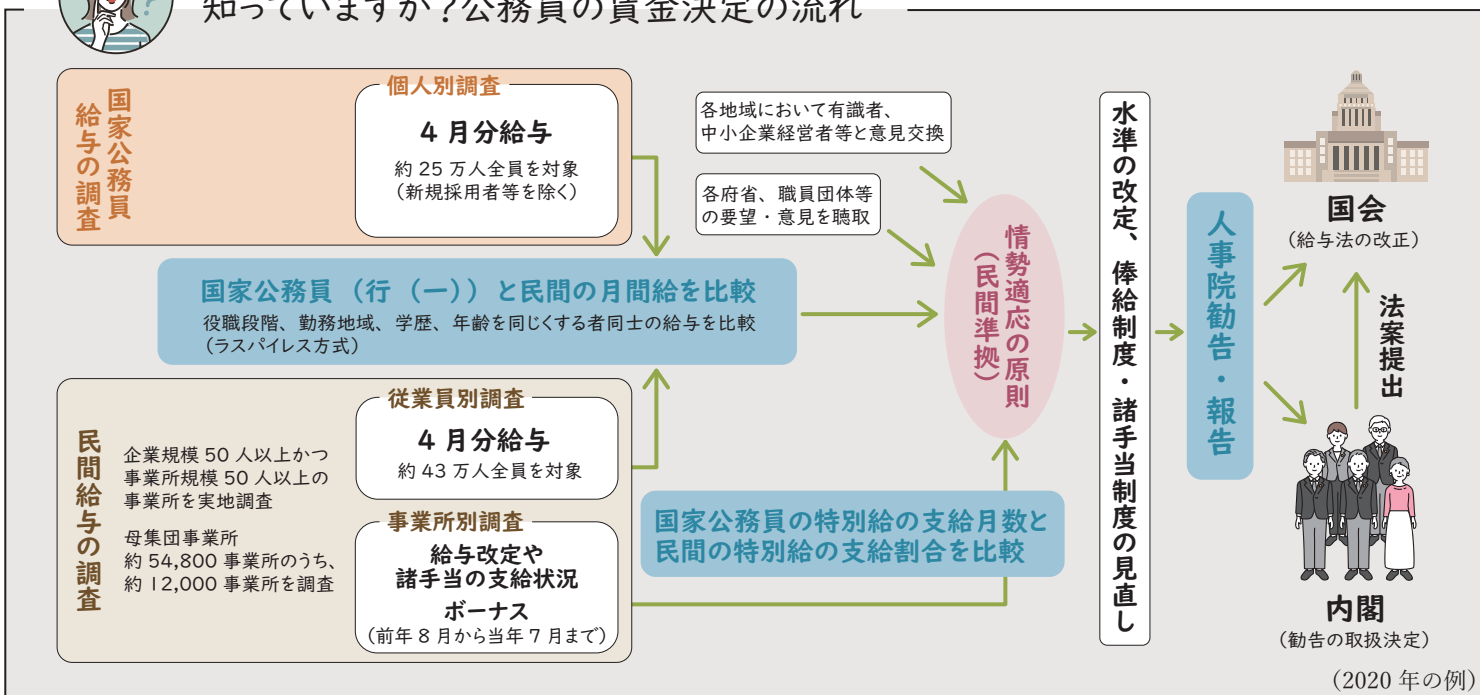 知っていますか?公務員の賃金決定の流れ
国家公務員
給与の調査
個人別調査
4月分給与
約25万人全員を対象
(新規採用者等を除く)
国家公務員(行(一))と民間の月間給を比較
役職段階、勤務地域、学歴、年齢を同じくする者同士の給与を比較
(ラスパイレス方式)
民間給与の調査
企業規模50人以上かつ
事業所規模50人以上の
事業所を実地調査
母集団事業所
約54,800事業所のうち、
約12,000事業所を調査
従業員別調査
4月分給与
約43万人全員を対象
事業所別調査
給与改定や
諸手当の支給状況
ボーナス
(前年8月から当年7月まで)
各地域において有識者、
中小企業経営者等と意見交換
各府省、職員団体等
の要望・意見を聴取
情勢適応の原則
(民間準拠)
国家公務員の特別給の支給月数と
民間の特別給の支給割合を比較
水準の改定、俸給制度・諸手当制度の見直し
人事院勧告・報告
国会
(給与法の改正)
法案提出
内閣
(勧告の取扱決定)
(2020年の例)